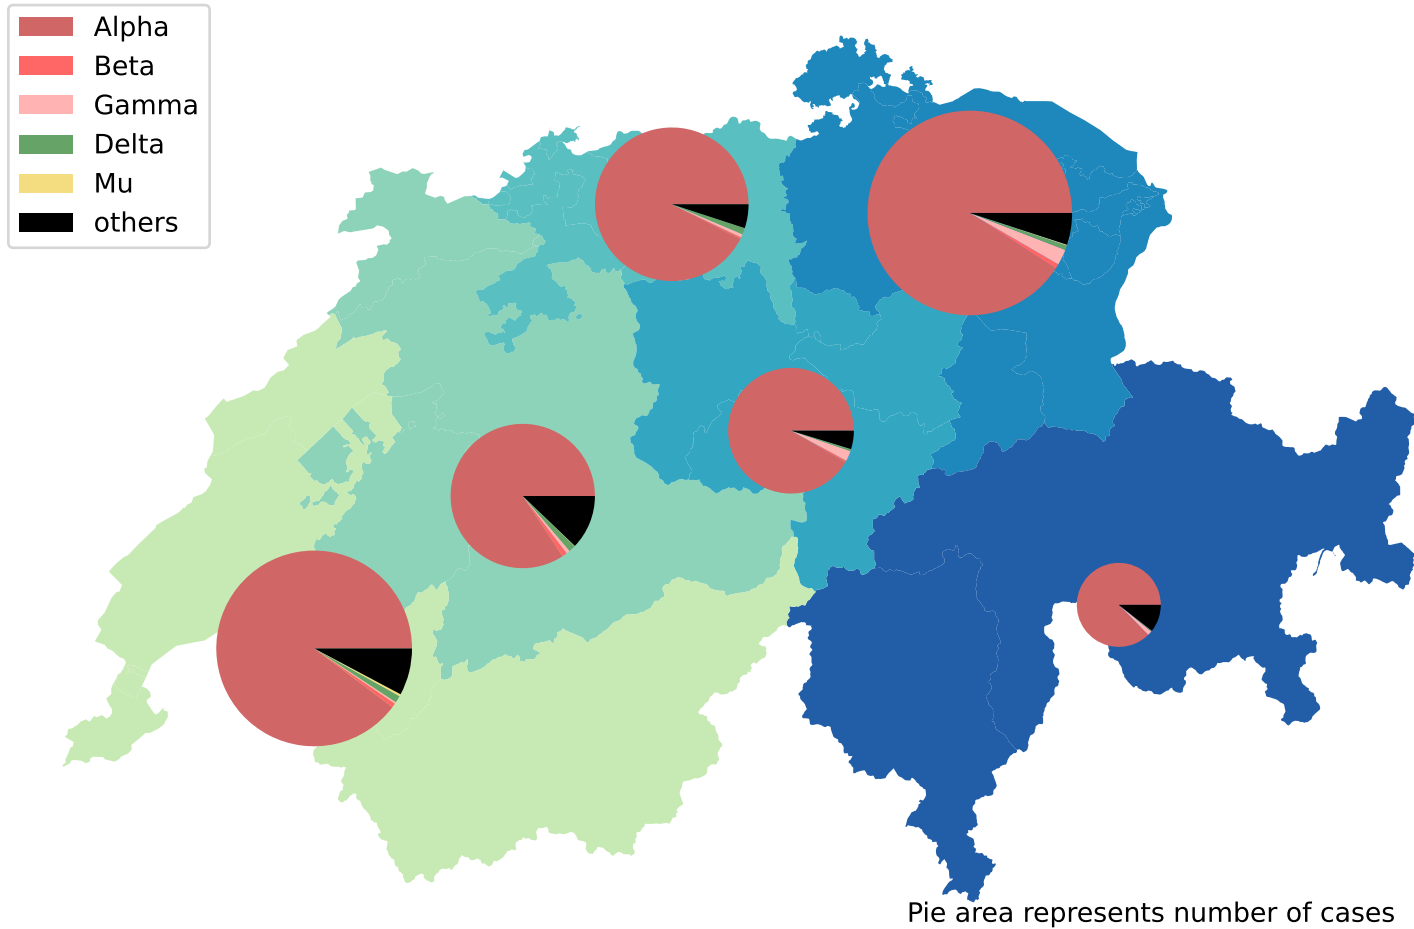 Alpha
Beta
Gamma
Delta
Mu
others
Pie area represents number of cases